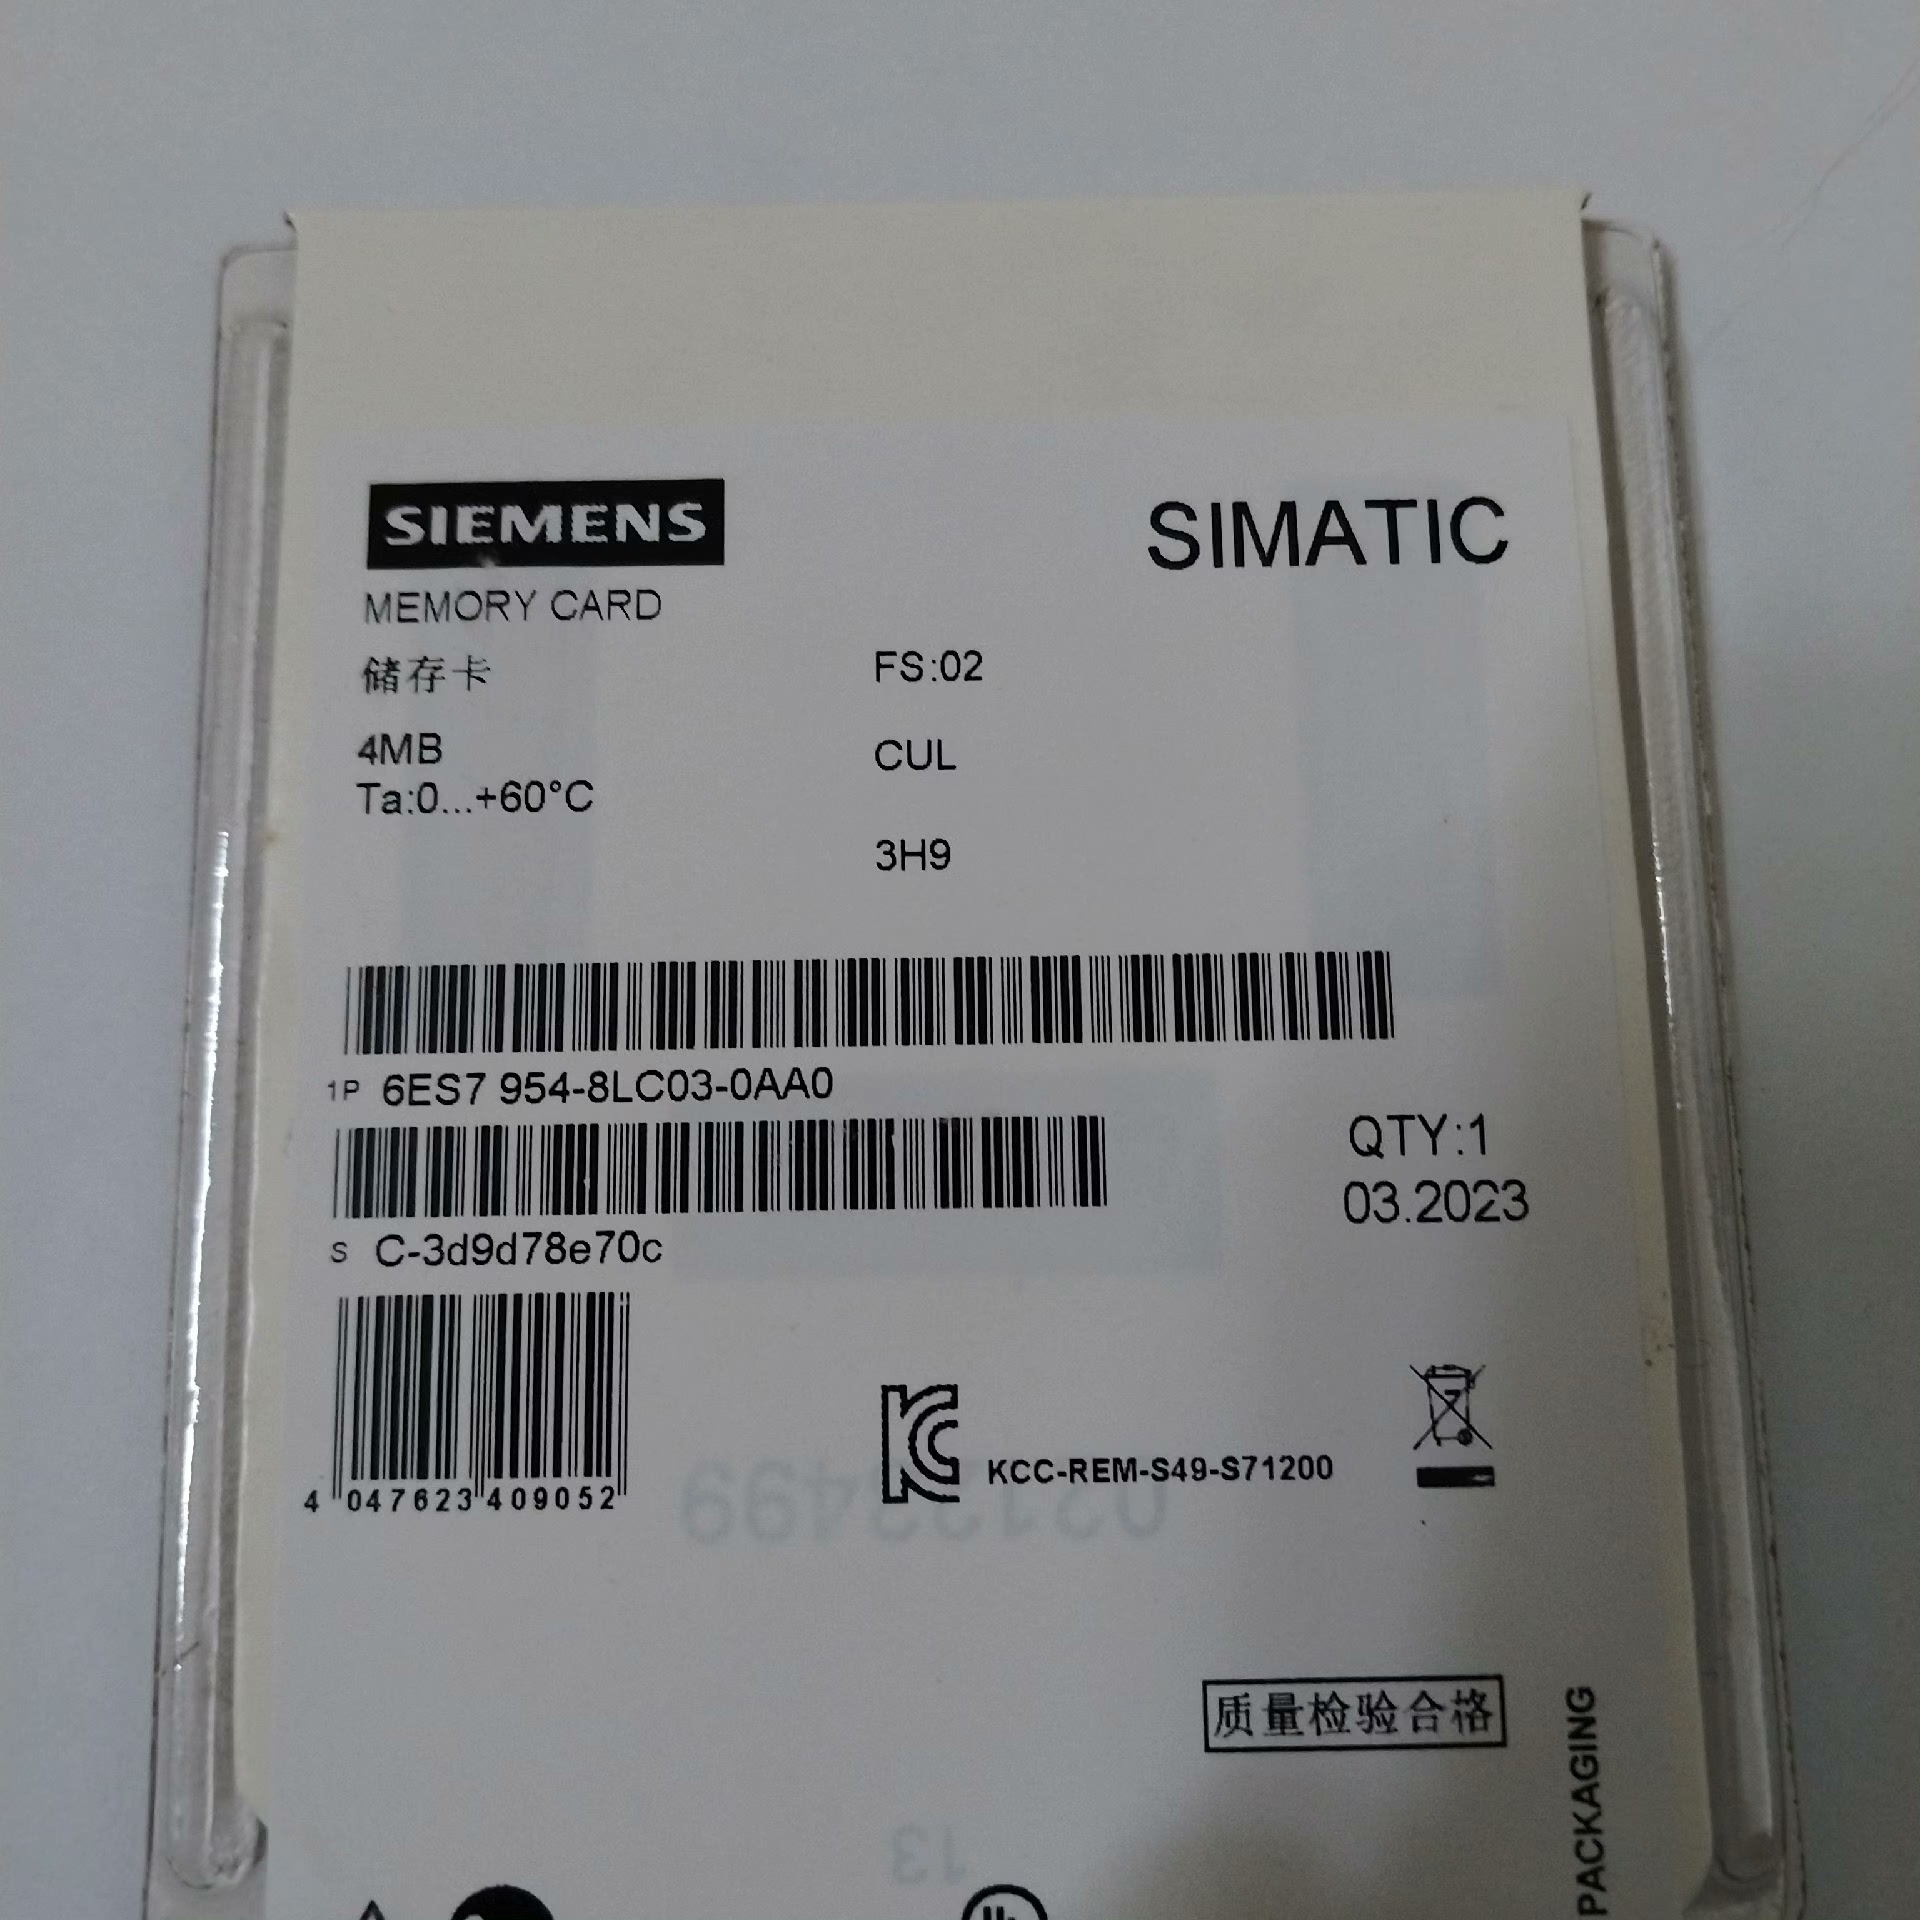 SIEMENS
SIMATIC
MEMORY CARD
储存卡
FS:02
4MB
CUL
Ta:0...+60°C
3H9
1P 6ES7 954-8LC03-0AA0
QTY:1
03.2023
S C-3d9d78e70c
KCC-REM-S49-S71200
4 047623 409052
02122499
质量检验合格
PACKAGING
13